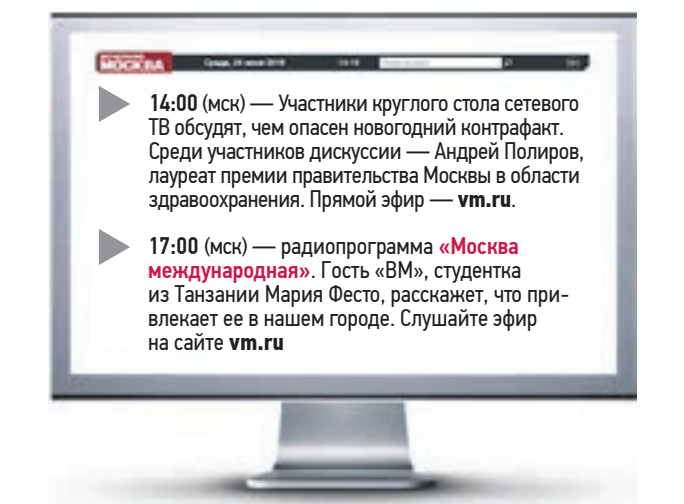 МОСКВА
14:00 (мск) — Участники круглого стола сетевого
ТВ обсудят, чем опасен новогодний контрафакт.
Среди участников дискуссии — Андрей Полиров,
лауреат премии правительства Москвы в области
здравоохранения. Прямой эфир — vm.ru.
17:00 (мск) — радиопрограмма «Москва
международная». Гость «ВМ», студентка
из Танзании Мария Фесто, расскажет, что при-
влекает ее в нашем городе. Слушайте эфир
на сайте vm.ru